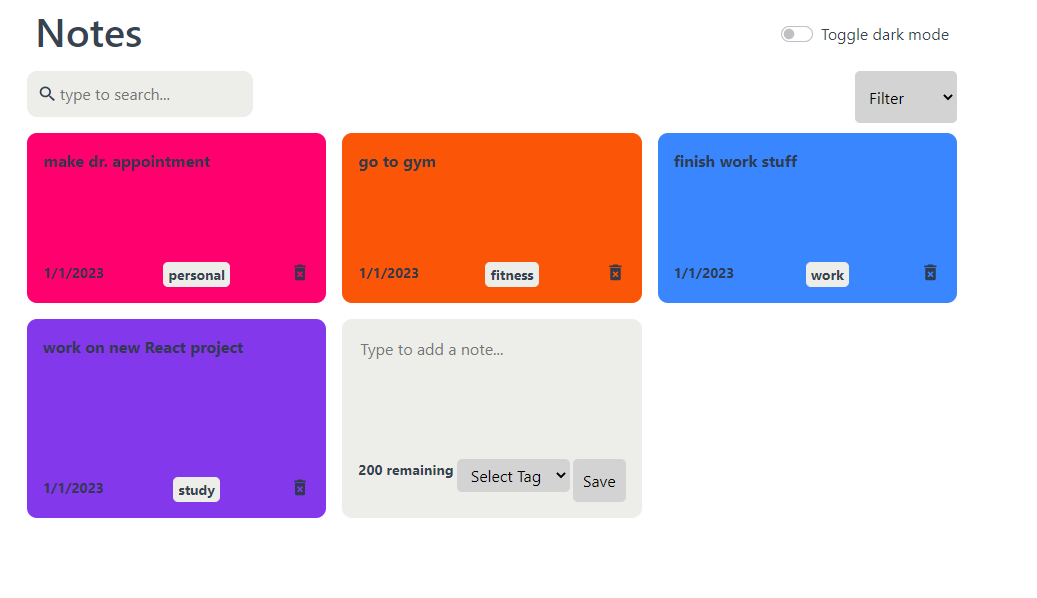 Notes
Toggle dark mode
type to search...
Filter
make dr. appointment
1/1/2023 personal
go to gym
1/1/2023 fitness
finish work stuff
1/1/2023 work
work on new React project
1/1/2023 study
Type to add a note...
200 remaining Select Tag Save